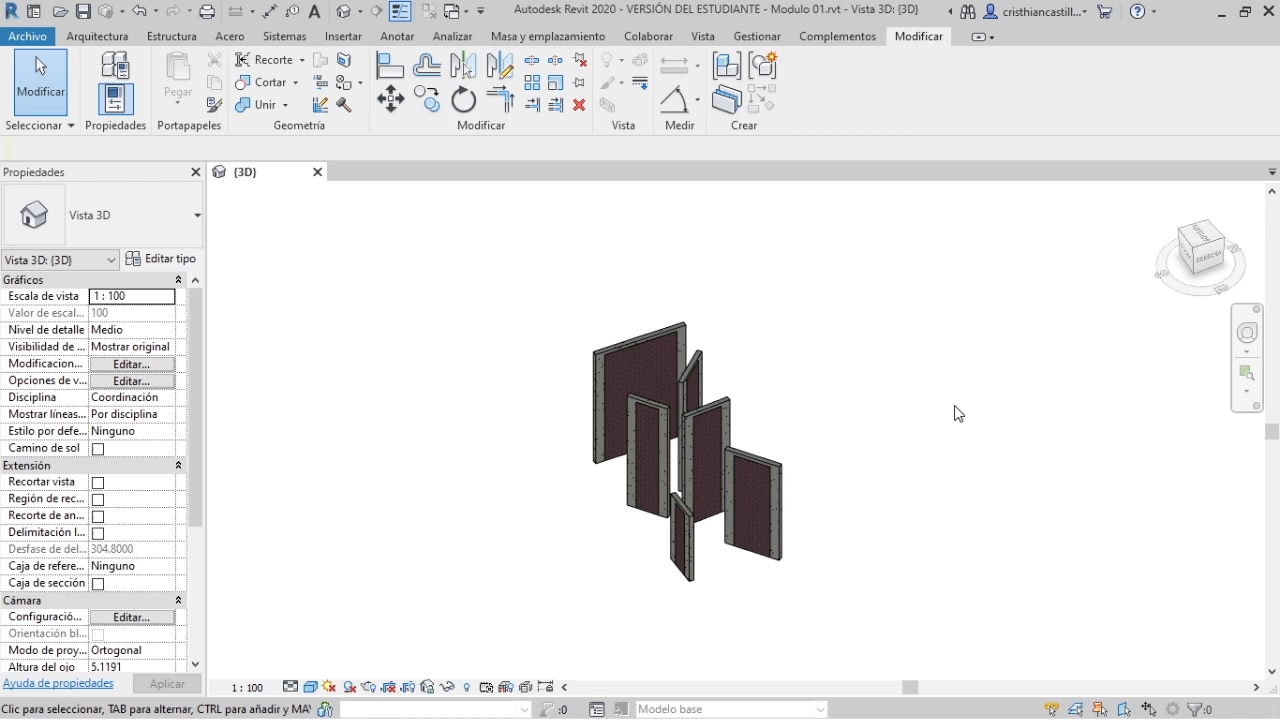 Autodesk Revit 2020 - VERSIÓN DEL ESTUDIANTE - Modulo 01.rvt - Vista 3D: {3D}
cristhiancastill...
Archivo Arquitectura Estructura Acero Sistemas Insertar Anotar Analizar Masa y emplazamiento Colaborar Vista Gestionar Complementos Modificar
Modificar
Pegar
Recorte
Cortar
Unir
Seleccionar Propiedades Portapapeles Geometría Modificar Vista Medir Crear
Propiedades
{3D}
Vista 3D
Vista 3D: {3D} Editar tipo
Gráficos
Escala de vista 1 : 100
Valor de escal... 100
Nivel de detalle Medio
Visibilidad de ... Mostrar original
Modificacion... Editar...
Opciones de v... Editar...
Disciplina Coordinación
Mostrar líneas... Por disciplina
Estilo por defe... Ninguno
Camino de sol
Extensión
Recortar vista
Región de rec...
Recorte de an...
Delimitación l...
Desfase de del... 304.8000
Caja de refere... Ninguno
Caja de sección
Cámara
Configuració... Editar...
Orientación bl...
Modo de proy... Ortogonal
Altura del ojo 5.1191
Ayuda de propiedades Aplicar
1 : 100
Clic para seleccionar, TAB para alternar, CTRL para añadir y MA
:0
Modelo base
:0
DERECHA